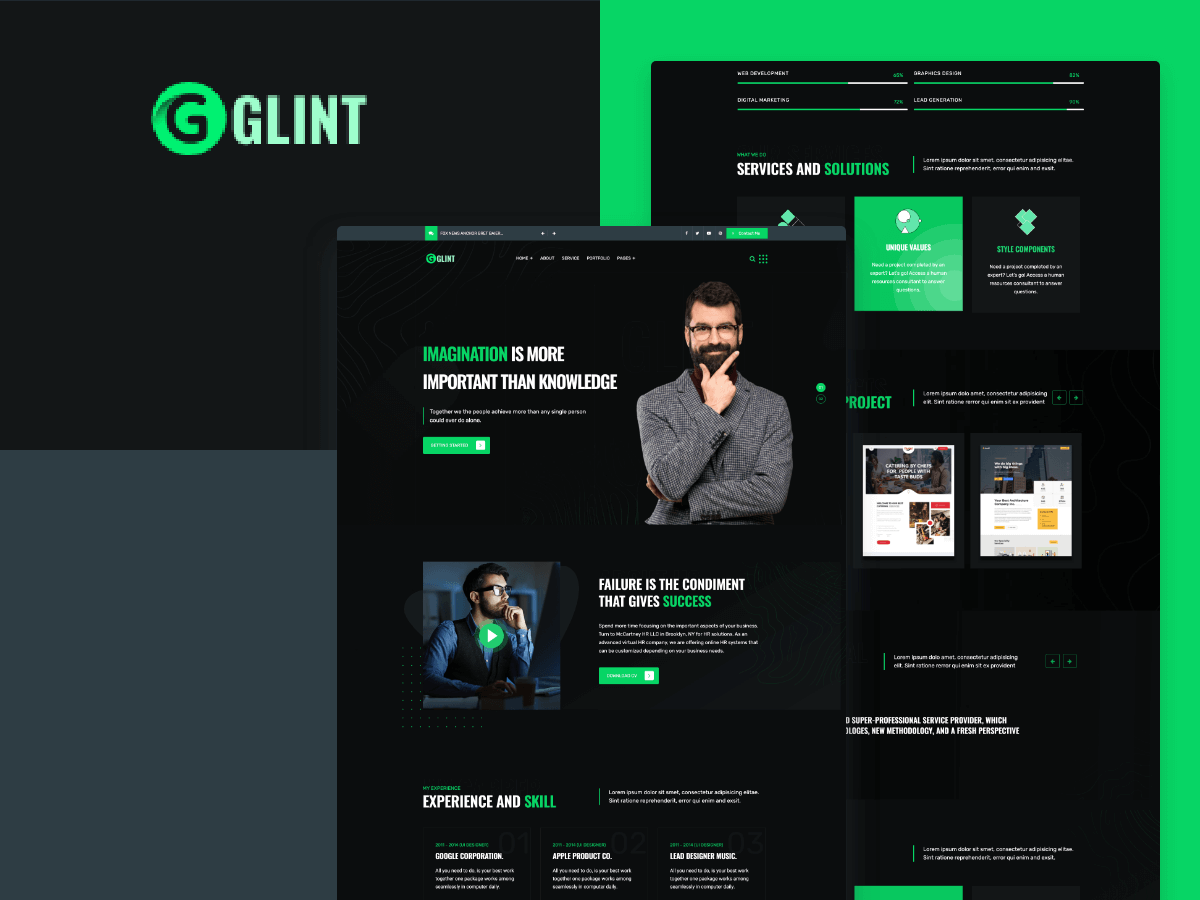 GLINT
WEB DEVELOPMENT 65%
GRAPHICS DESIGN 82%
DIGITAL MARKETING 72%
LEAD GENERATION 90%
WHAT WE DO
SERVICES AND SOLUTIONS
Lorem ipsum dolor sit amet, consectetur adipisicing elitae.
Sint ratione reprehenderit, error qui enim and exsit.
UNIQUE VALUES
Need a project completed by an
expert? Let's go! Access a human
resources consultant to answer
questions.
STYLE COMPONENTS
Need a project completed by an
expert? Let's go! Access a human
resources consultant to answer
questions.
GLINT
HOME +
ABOUT
SERVICE
PORTFOLIO
PAGES +
IMAGINATION IS MORE
IMPORTANT THAN KNOWLEDGE
Together we the people achieve more than any single person
could ever do alone.
GETTING STARTED
PROJECT
Lorem ipsum dolo amet, consectetur adipisicing
elit. Sint ratione rerror qui enim sit ex provident
CATERING BY CHEFS
FOR PEOPLE WITH
TASTE BUDS
FAILURE IS THE CONDIMENT
THAT GIVES SUCCESS
Spend more time focusing on the important aspects of your business.
Turn to McCartney HR LLC in Brooklyn, NY for HR solutions. As an
advanced virtual HR company, we are offering online HR systems that
can be customized depending on your business needs.
DOWNLOAD CV
Lorem ipsum dolo amet, consectetur adipisicing
elit. Sint ratione rerror qui enim sit ex provident
D SUPER-PROFESSIONAL SERVICE PROVIDER, WHICH
OLOGES, NEW METHODOLOGY, AND A FRESH PERSPECTIVE
MY EXPERIENCE
EXPERIENCE AND SKILL
Lorem ipsum dolor sit amet, consectetur adipisicing elitae.
Sint ratione reprehenderit, error qui enim and exsit.
01
2011 - 2014 (UI DESIGNER)
GOOGLE CORPORATION.
All you need to do, is your best work
together one package works among
seamlessly in computer daily.
02
2011 - 2014 (UI DESIGNER)
APPLE PRODUCT CO.
All you need to do, is your best work
together one package works among
seamlessly in computer daily.
03
2011 - 2014 (UI DESIGNER)
LEAD DESIGNER MUSIC.
All you need to do, is your best work
together one package works among
seamlessly in computer daily.
Lorem ipsum dolor sit amet, consectetur adipisicing elitae.
Sint ratione reprehenderit, error qui enim and exsit.